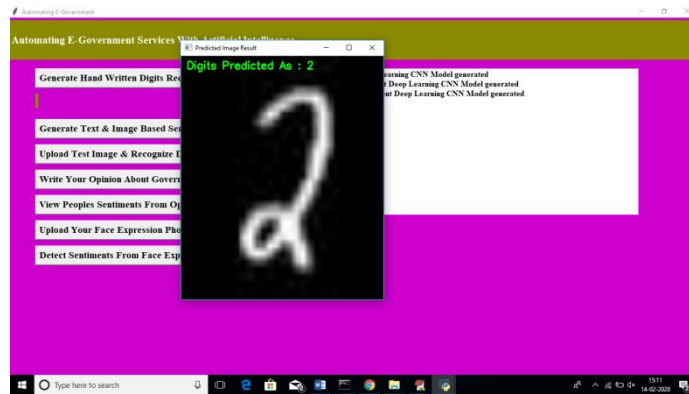 Automating E-Government
Automating E-Government Services With Artificial Intelligence
Predicted Image Result
Digits Predicted As : 2
2
Generate Hand Written Digits Rec
Generate Text & Image Based Se
Upload Test Image & Recognize
Write Your Opinion About Govern
View Peoples Sentiments From Op
Upload Your Face Expression Pho
Detect Sentiments From Face Exp
earning CNN Model generated
Deep Learning CNN Model generated
Deep Learning CNN Model generated
Type here to search
15:11
14-02-2020